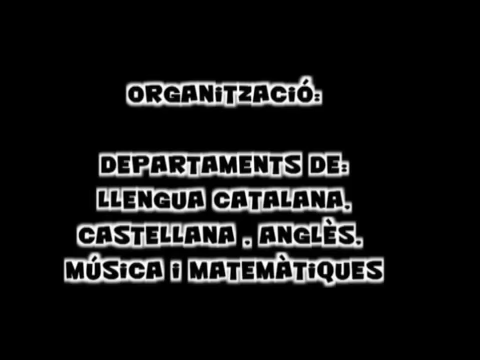 ORGANITZACIÓ:
DEPARTAMENTS DE:
LLENGUA CATALANA,
CASTELLANA , ANGLÈS,
MÚSICA I MATEMÀTIQUES